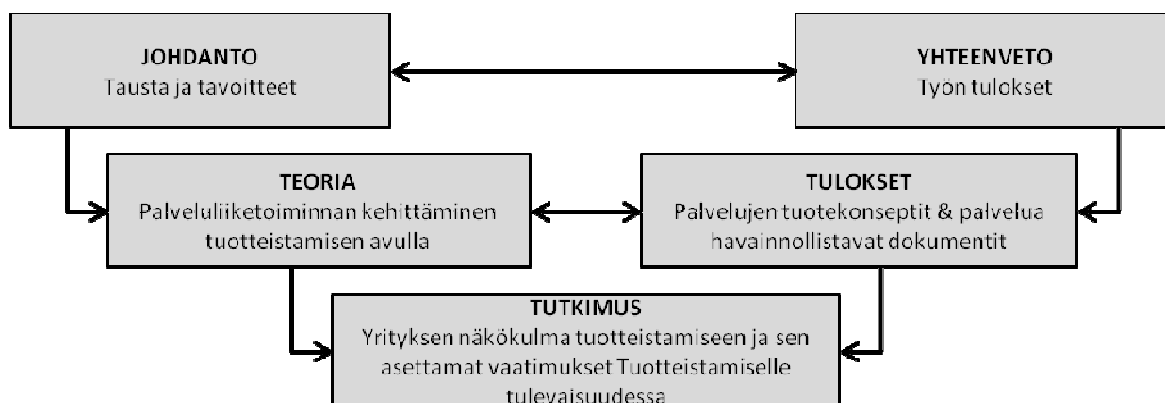 JOHDANTO
Tausta ja tavoitteet
YHTEENVETO
Työn tulokset
TEORIA
Palveluliiketoiminnan kehittäminen
tuotteistamisen avulla
TULOKSET
Palvelujen tuotekonseptit & palvelua
havainnollistavat dokumentit
TUTKIMUS
Yrityksen näkökulma tuotteistamiseen ja sen
asettamat vaatimukset Tuotteistamiselle
tulevaisuudessa